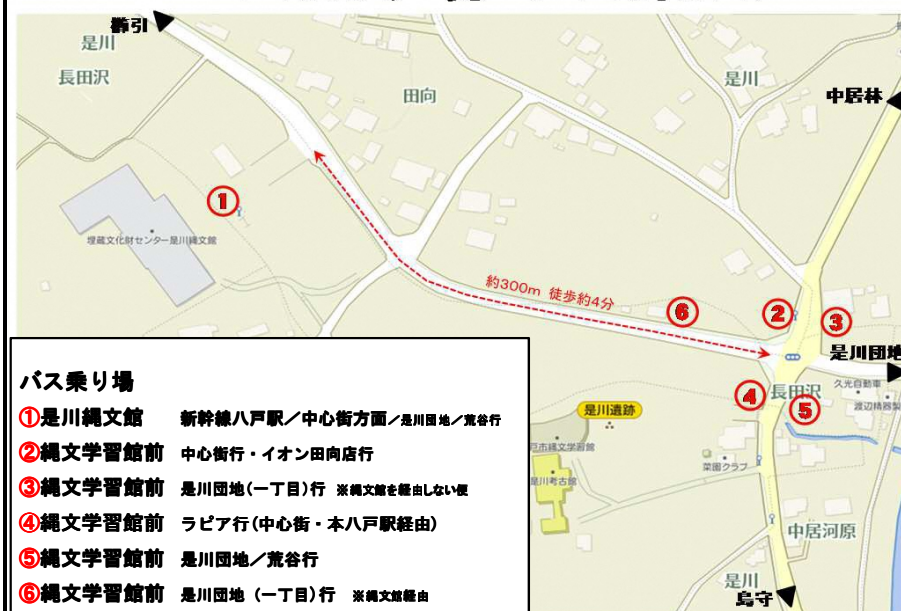 櫛引
是川
長田沢
田向
是川
中居林
①
埋蔵文化財センター是川縄文館
約300m 徒歩約4分
⑥
②
③
是川団地
④
長田沢
⑤
久光自動車
渡辺精器製
是川遺跡
戸市縄文学習館
是川考古館
菜園クラブ
中居河原
是川
島守
バス乗り場
①是川縄文館 新幹線八戸駅/中心街方面/是川団地/荒谷行
②縄文学習館前 中心街行・イオン田向店行
③縄文学習館前 是川団地(一丁目)行 ※縄文館を経由しない便
④縄文学習館前 ラピア行(中心街・本八戸駅経由)
⑤縄文学習館前 是川団地/荒谷行
⑥縄文学習館前 是川団地 (一丁目)行 ※縄文館経由